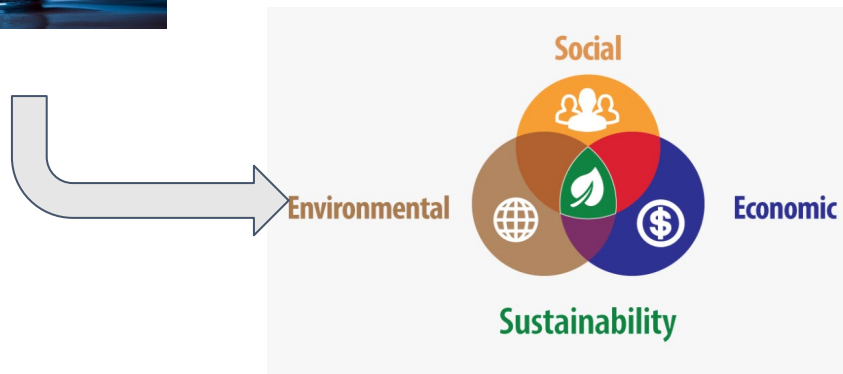 Social
Environmental
Economic
$
Sustainability